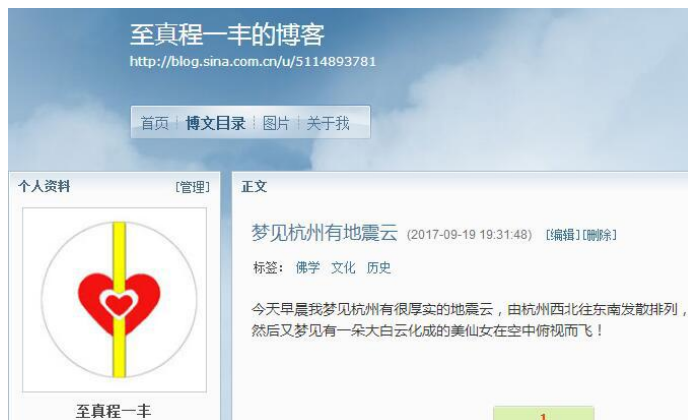 至真程一丰的博客
http://blog.sina.com.cn/u/5114893781
首页 博文目录 图片 关于我
个人资料 [管理] 正文
梦见杭州有地震云 (2017-09-19 19:31:48) [编辑][删除]
标签： 佛学 文化 历史
今天早晨我梦见杭州有很厚实的地震云，由杭州西北往东南发散排列，
然后又梦见有一朵大白云化成的美仙女在空中俯视而飞！
至真程一丰
1